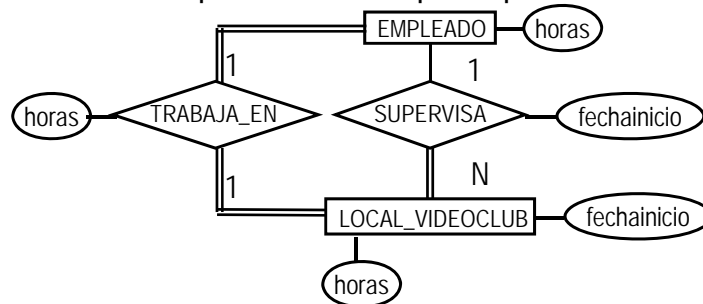 EMPLEADO horas
1 1
horas TRABAJA_EN SUPERVISA fechainicio
1 N
LOCAL_VIDEOCLUB fechainicio
horas